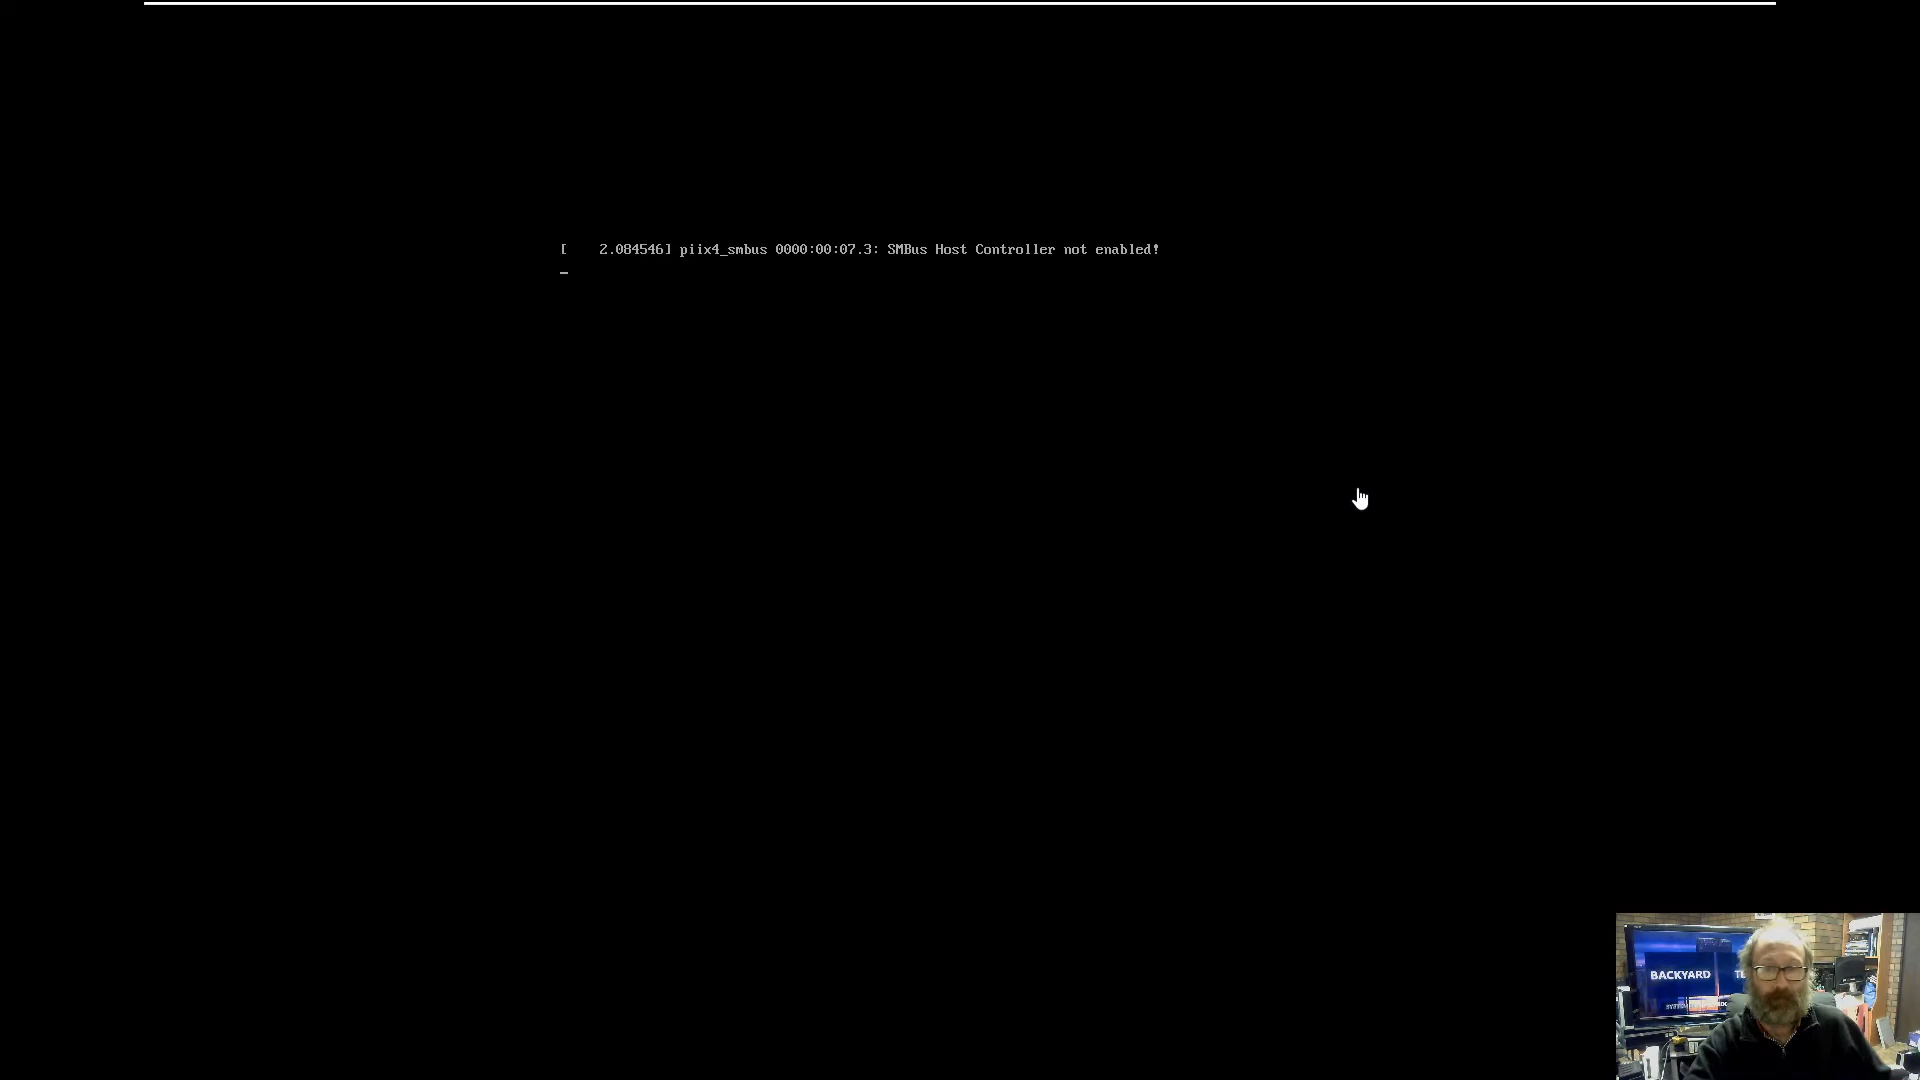 [    2.084546] piix4_smbus 0000:00:07.3: SMBus Host Controller not enabled!
_
BACKYARD